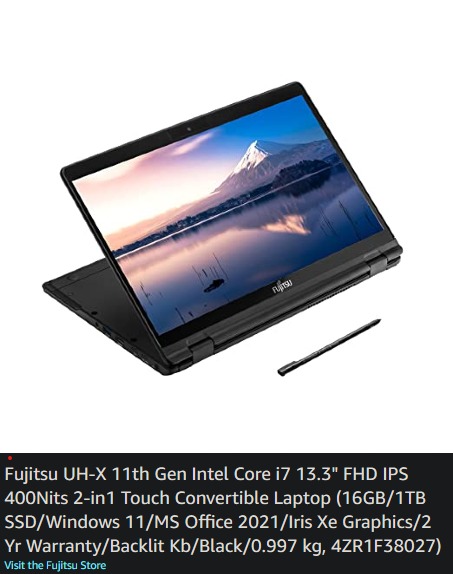 FUJITSU
Fujitsu UH-X 11th Gen Intel Core i7 13.3" FHD IPS
400Nits 2-in1 Touch Convertible Laptop (16GB/1TB
SSD/Windows 11/MS Office 2021/Iris Xe Graphics/2
Yr Warranty/Backlit Kb/Black/0.997 kg, 4ZR1F38027)
Visit the Fujitsu Store